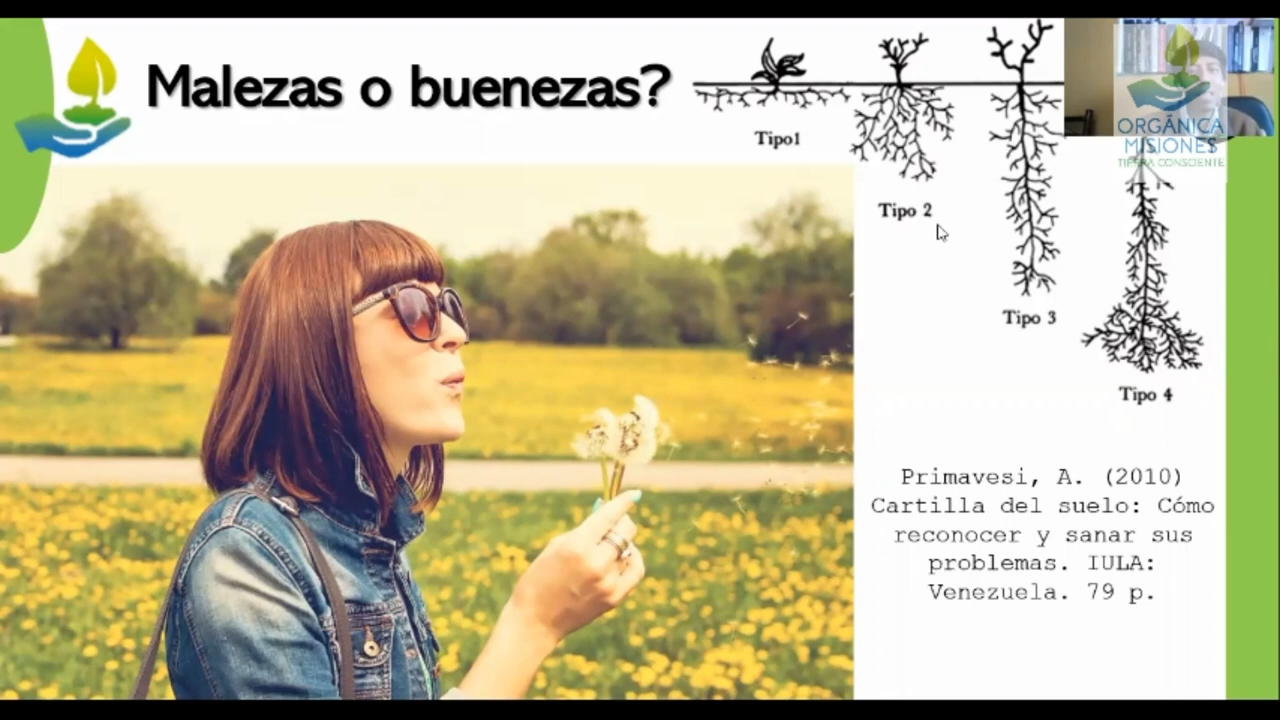 Malezas o buenezas?
Tipo1
Tipo 2
Tipo 3
Tipo 4
ORGÁNICA
MISIONES
TIERRA CONSCIENTE
Primavesi, A. (2010)
Cartilla del suelo: Cómo
reconocer y sanar sus
problemas. IULA:
Venezuela. 79 p.